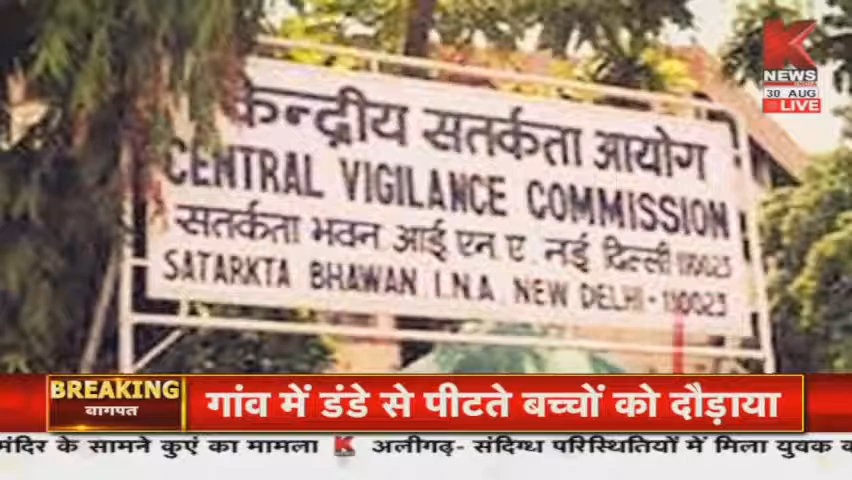 K
NEWS
INDIA
30 AUG
LIVE
केन्द्रीय सतर्कता आयोग
CENTRAL VIGILANCE COMMISSION
सतर्कता भवन आई एन ए नई दिल्ली 110023
SATARKTA BHAWAN I.N.A. NEW DELHI - 110023
BREAKING
बागपत
गांव में डंडे से पीटते बच्चों को दौड़ाया
मंदिर के सामने कुएं का मामला K अलीगढ़- संदिग्ध परिस्थितियों में मिला युवक